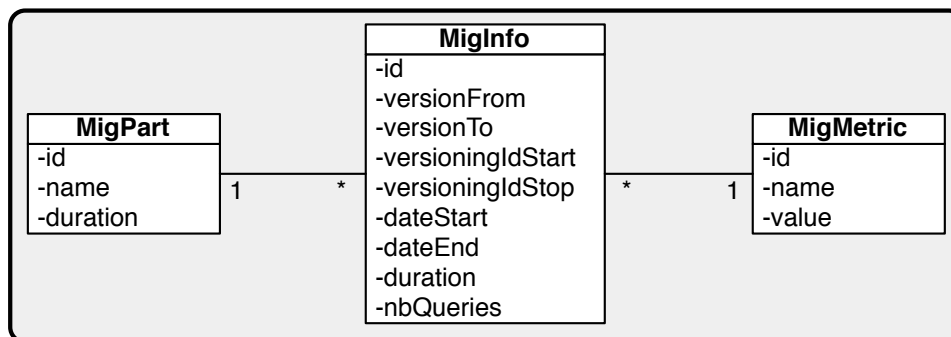 MigPart
-id
-name
-duration
1
*
MigInfo
-id
-versionFrom
-versionTo
-versioningIdStart
-versioningIdStop
-dateStart
-dateEnd
-duration
-nbQueries
*
1
MigMetric
-id
-name
-value